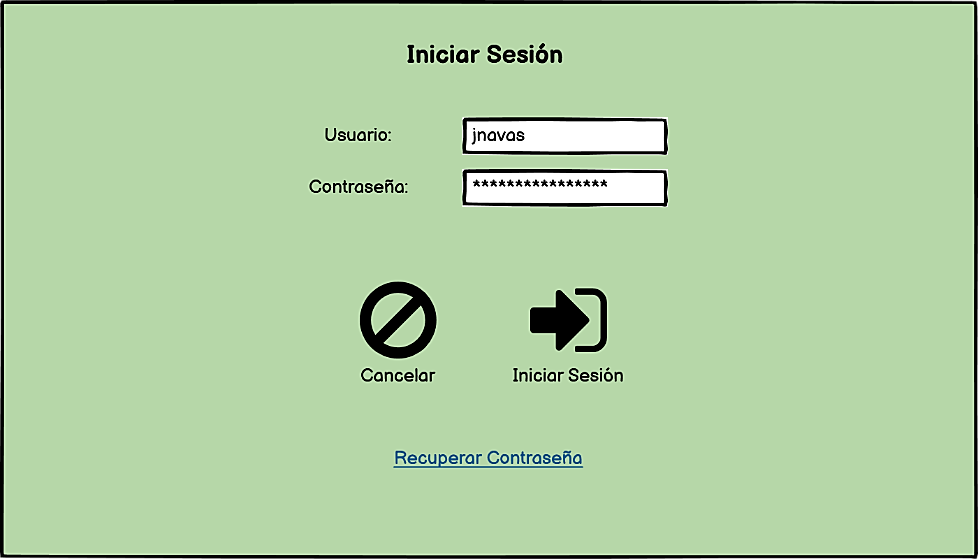 Iniciar Sesión
Usuario: jnavas
Contraseña: ****************
Cancelar Iniciar Sesión
Recuperar Contraseña